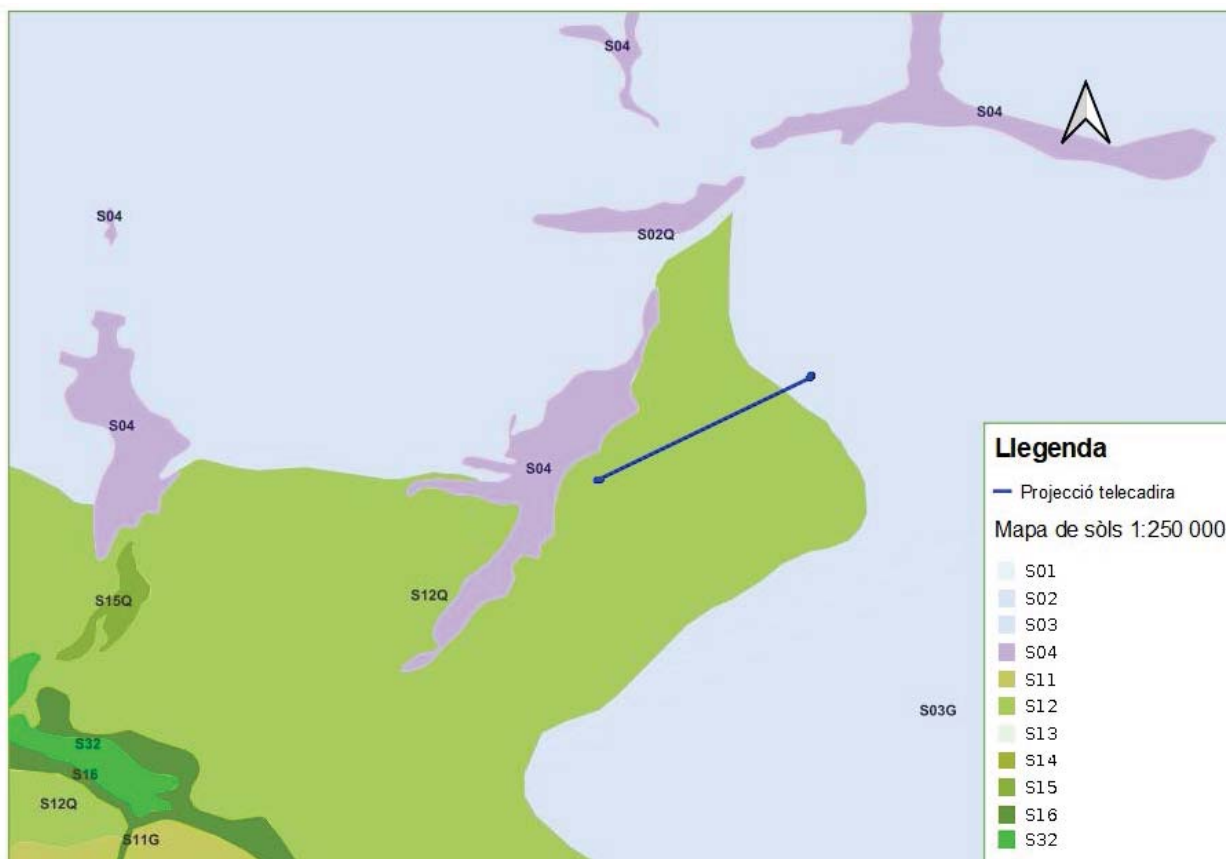 S04
S04
S04
S02Q
S04
S04
S15Q
S12Q
S03G
S32
S16
S12Q
S11G
Llegenda
Projecció telecadira
Mapa de sòls 1:250 000
S01
S02
S03
S04
S11
S12
S13
S14
S15
S16
S32